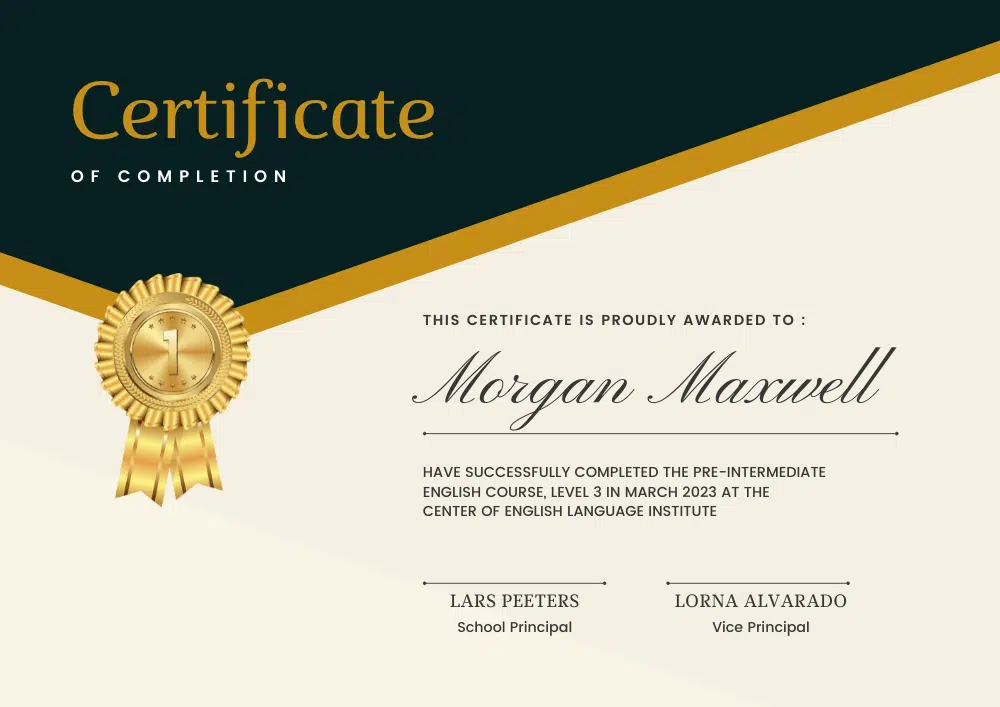 Certificate
OF COMPLETION
1
THIS CERTIFICATE IS PROUDLY AWARDED TO :
Morgan Maxwell
HAVE SUCCESSFULLY COMPLETED THE PRE-INTERMEDIATE
ENGLISH COURSE, LEVEL 3 IN MARCH 2023 AT THE
CENTER OF ENGLISH LANGUAGE INSTITUTE
LARS PEETERS
School Principal
LORNA ALVARADO
Vice Principal